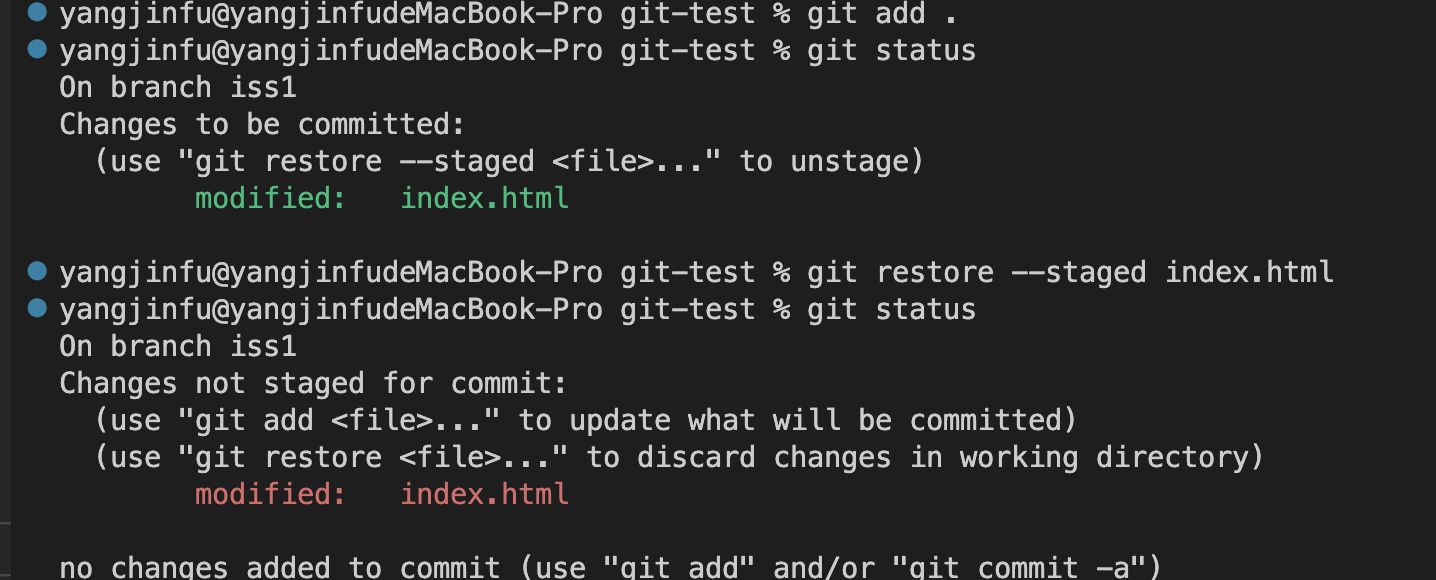 yangjinfu@yangjinfudeMacBook-Pro git-test % git add .
yangjinfu@yangjinfudeMacBook-Pro git-test % git status
On branch iss1
Changes to be committed:
  (use "git restore --staged <file>..." to unstage)
        modified:   index.html

yangjinfu@yangjinfudeMacBook-Pro git-test % git restore --staged index.html
yangjinfu@yangjinfudeMacBook-Pro git-test % git status
On branch iss1
Changes not staged for commit:
  (use "git add <file>..." to update what will be committed)
  (use "git restore <file>..." to discard changes in working directory)
        modified:   index.html

no changes added to commit (use "git add" and/or "git commit -a")